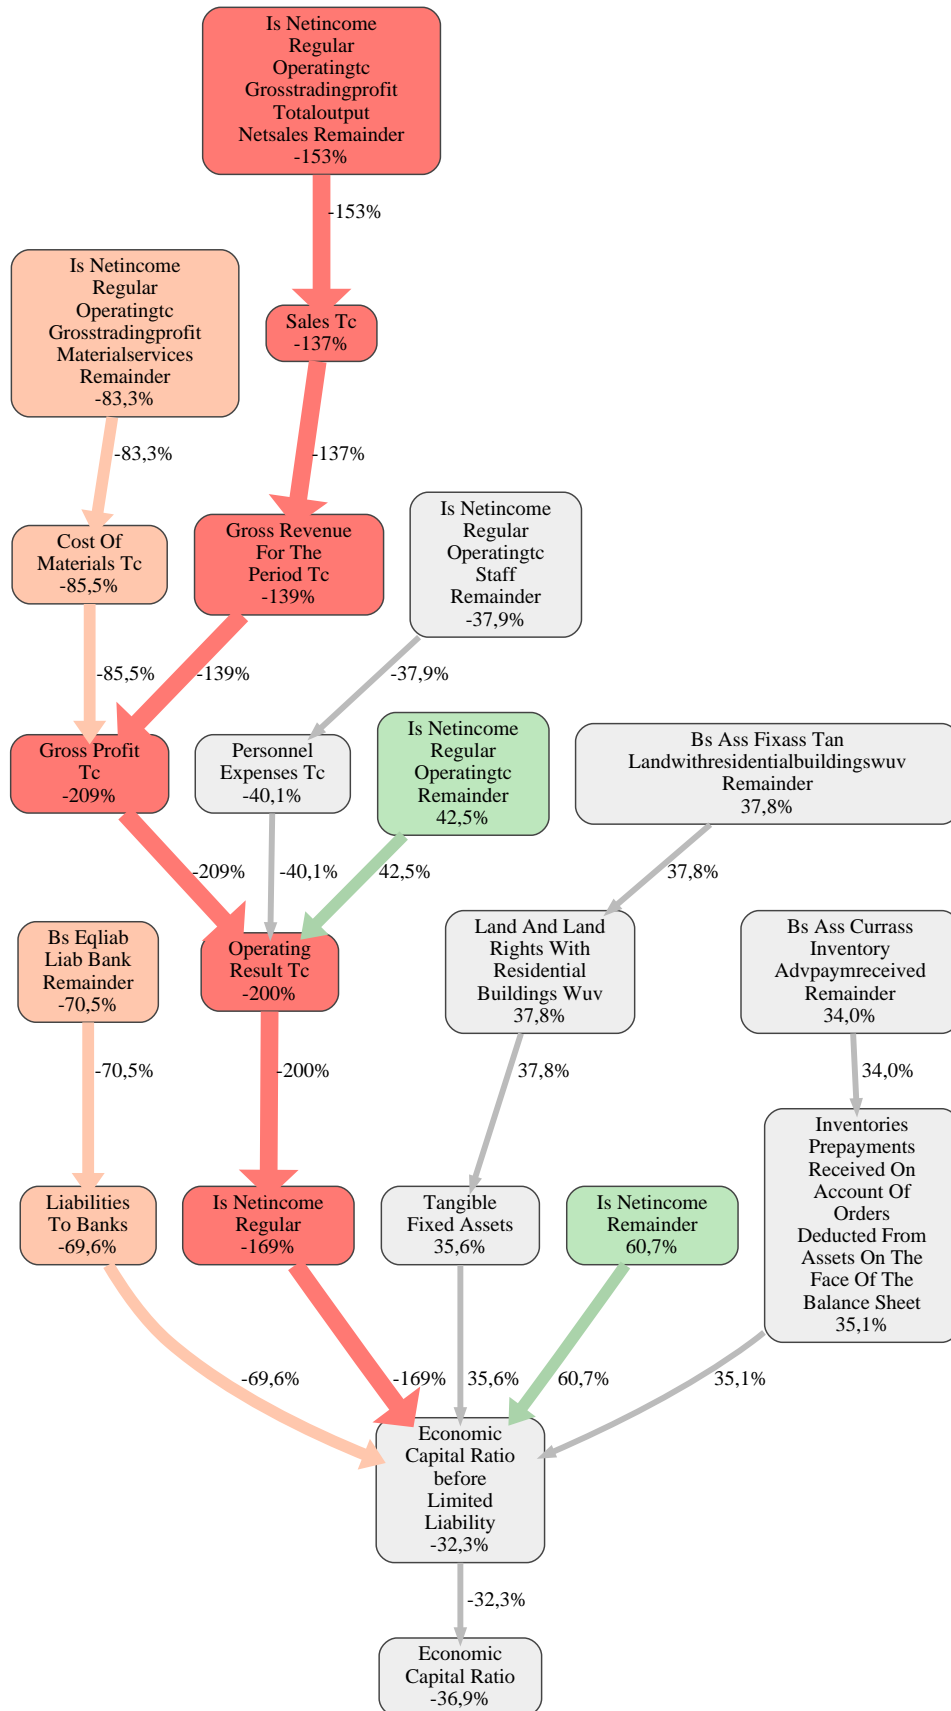 Is Netincome
Regular
Operatingtc
Grosstradingprofit
Totaloutput
Netsales Remainder
-153%
-153%
Is Netincome
Regular
Operatingtc
Grosstradingprofit
Materialservices
Remainder
-83,3%
Sales Tc
-137%
-83,3%
-137%
Is Netincome
Regular
Operatingtc
Staff
Remainder
-37,9%
Cost Of
Materials Tc
-85,5%
Gross Revenue
For The
Period Tc
-139%
-85,5%
-139%
-37,9%
Gross Profit
Tc
-209%
Personnel
Expenses Tc
-40,1%
Is Netincome
Regular
Operatingtc
Remainder
42,5%
Bs Ass Fixass Tan
Landwithresidentialbuildingswuv
Remainder
37,8%
-209%
-40,1%
42,5%
37,8%
Bs Eqliab
Liab Bank
Remainder
-70,5%
Operating
Result Tc
-200%
Land And Land
Rights With
Residential
Buildings Wuv
37,8%
Bs Ass Currass
Inventory
Advpaymreceived
Remainder
34,0%
-70,5%
-200%
37,8%
34,0%
Liabilities
To Banks
-69,6%
Is Netincome
Regular
-169%
Tangible
Fixed Assets
35,6%
Is Netincome
Remainder
60,7%
Inventories
Prepayments
Received On
Account Of
Orders
Deducted From
Assets On The
Face Of The
Balance Sheet
35,1%
-69,6%
-169%
35,6%
60,7%
35,1%
Economic
Capital Ratio
before
Limited
Liability
-32,3%
-32,3%
Economic
Capital Ratio
-36,9%